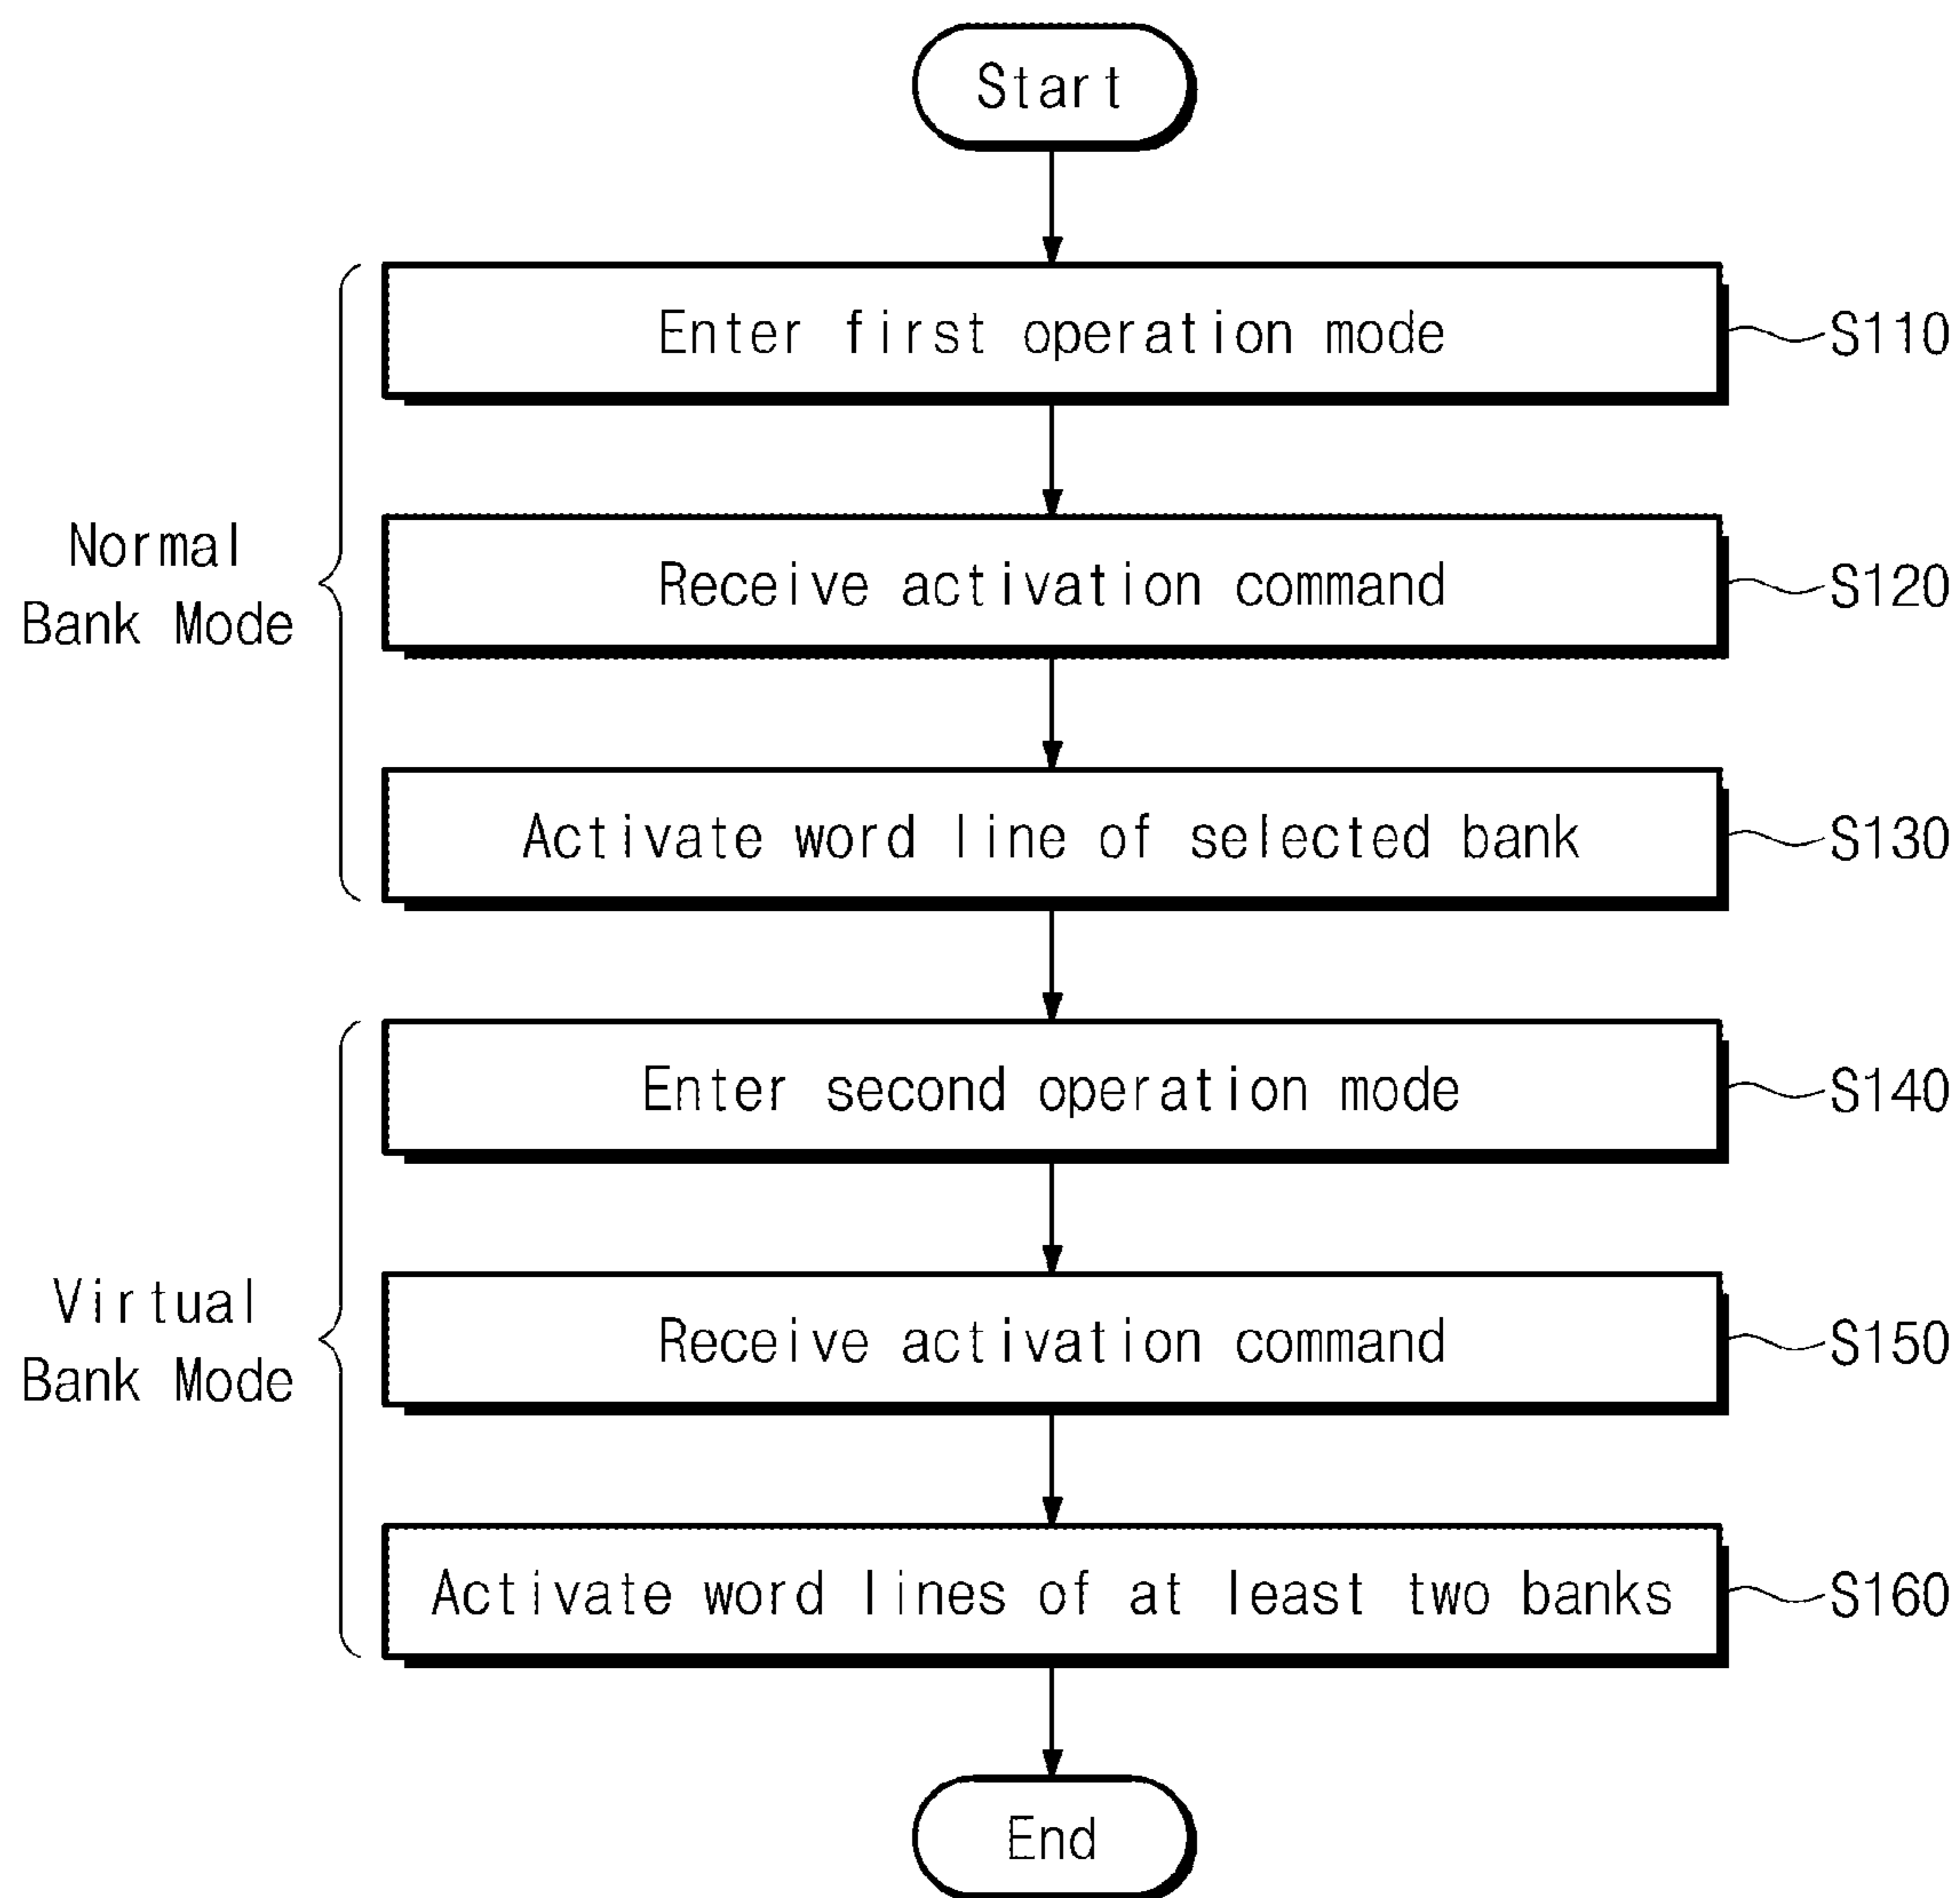 Start
Enter first operation mode
S110
Normal
Bank Mode
Receive activation command
S120
Activate word line of selected bank
S130
Enter second operation mode
S140
Virtual
Bank Mode
Receive activation command
S150
Activate word lines of at least two banks
S160
End